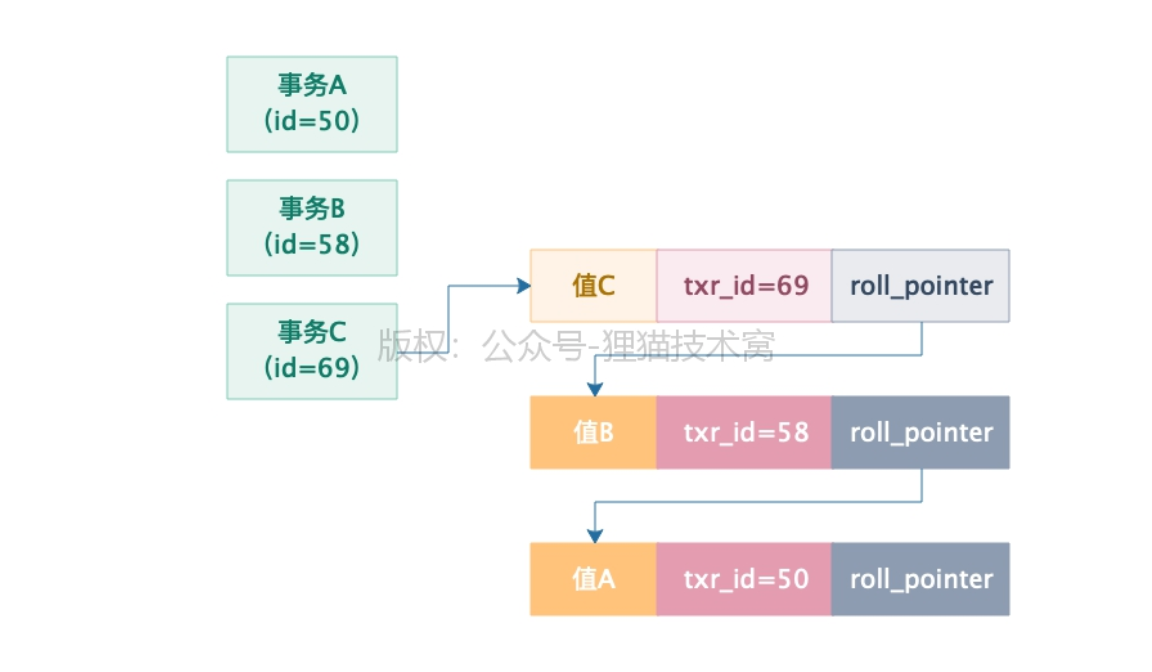 事务A
(id=50)
事务B
(id=58)
事务C
(id=69)
值C txr_id=69 roll_pointer
版权：公众号-狸猫技术窝
值B txr_id=58 roll_pointer
值A txr_id=50 roll_pointer